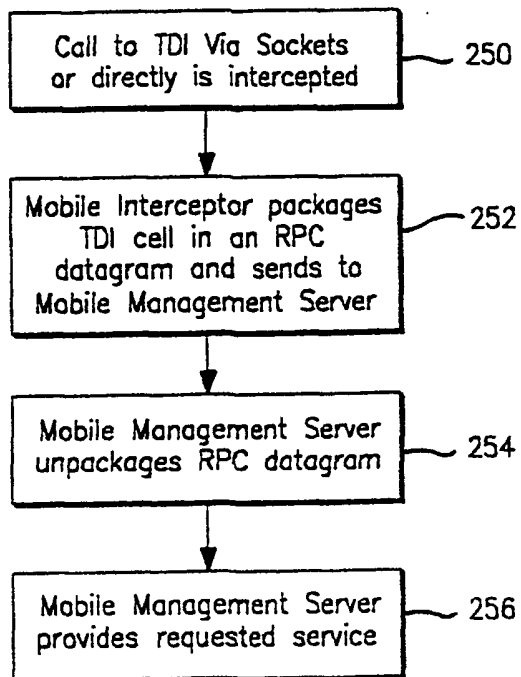 Call to TDI Via Sockets
or directly is intercepted
250
Mobile Interceptor packages
TDI cell in an RPC
datagram and sends to
Mobile Management Server
252
Mobile Management Server
unpackages RPC datagram
254
Mobile Management Server
provides requested service
256